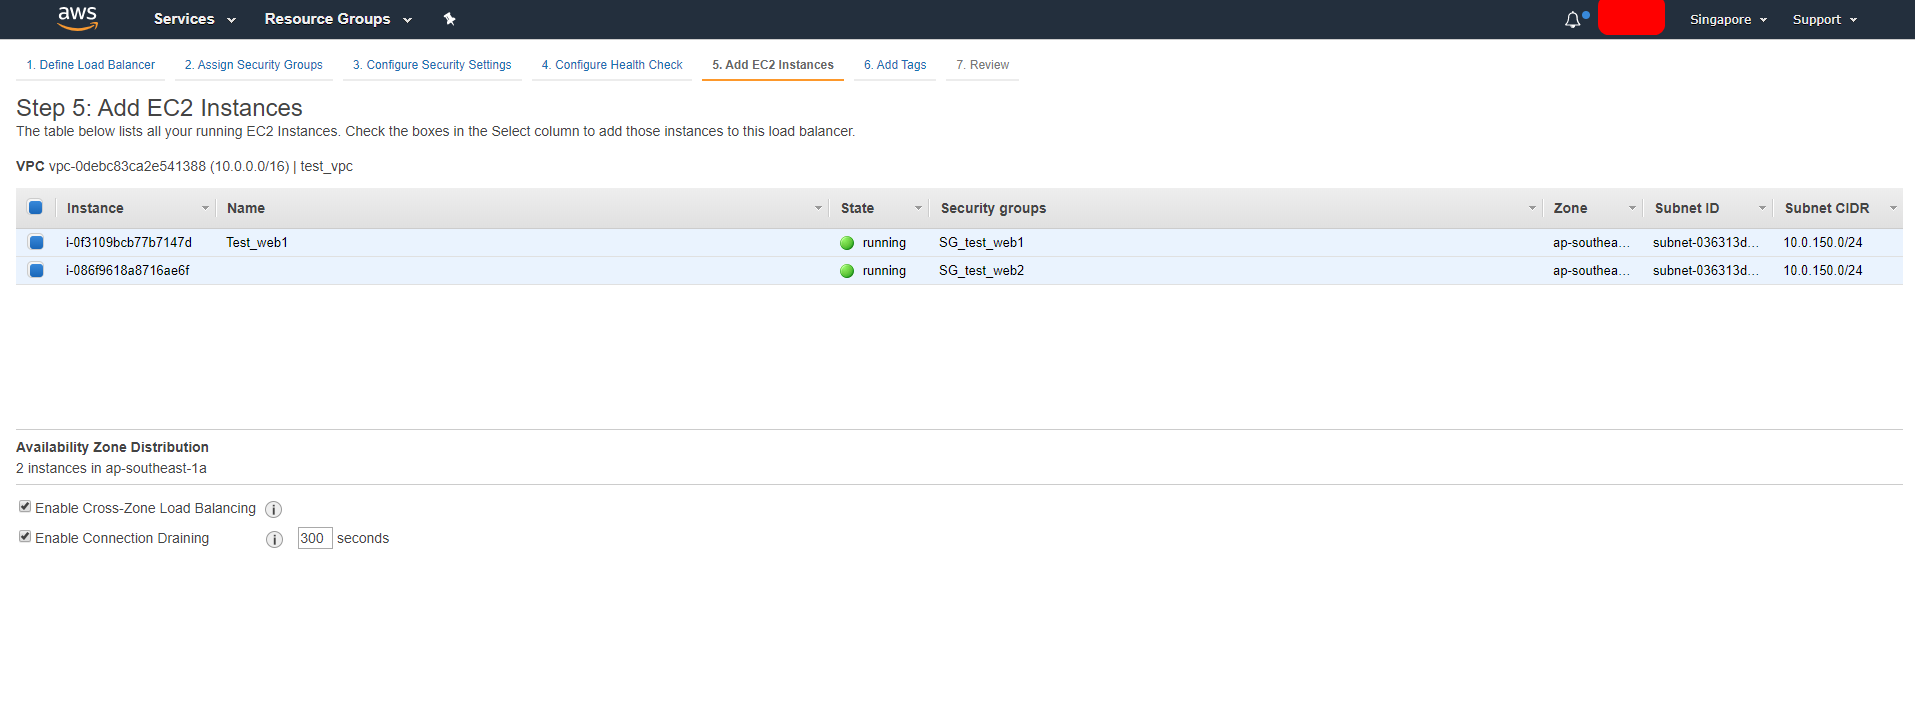 aws Services Resource Groups Singapore Support
1. Define Load Balancer 2. Assign Security Groups 3. Configure Security Settings 4. Configure Health Check 5. Add EC2 Instances 6. Add Tags 7. Review
Step 5: Add EC2 Instances
The table below lists all your running EC2 Instances. Check the boxes in the Select column to add those instances to this load balancer.
VPC vpc-0debc83ca2e541388 (10.0.0.0/16) | test_vpc
Instance Name State Security groups Zone Subnet ID Subnet CIDR
i-0f3109bcb77b7147d Test_web1 running SG_test_web1 ap-southea... subnet-036313d... 10.0.150.0/24
i-086f9618a8716ae6f running SG_test_web2 ap-southea... subnet-036313d... 10.0.150.0/24
Availability Zone Distribution
2 instances in ap-southeast-1a
Enable Cross-Zone Load Balancing i
Enable Connection Draining i 300 seconds